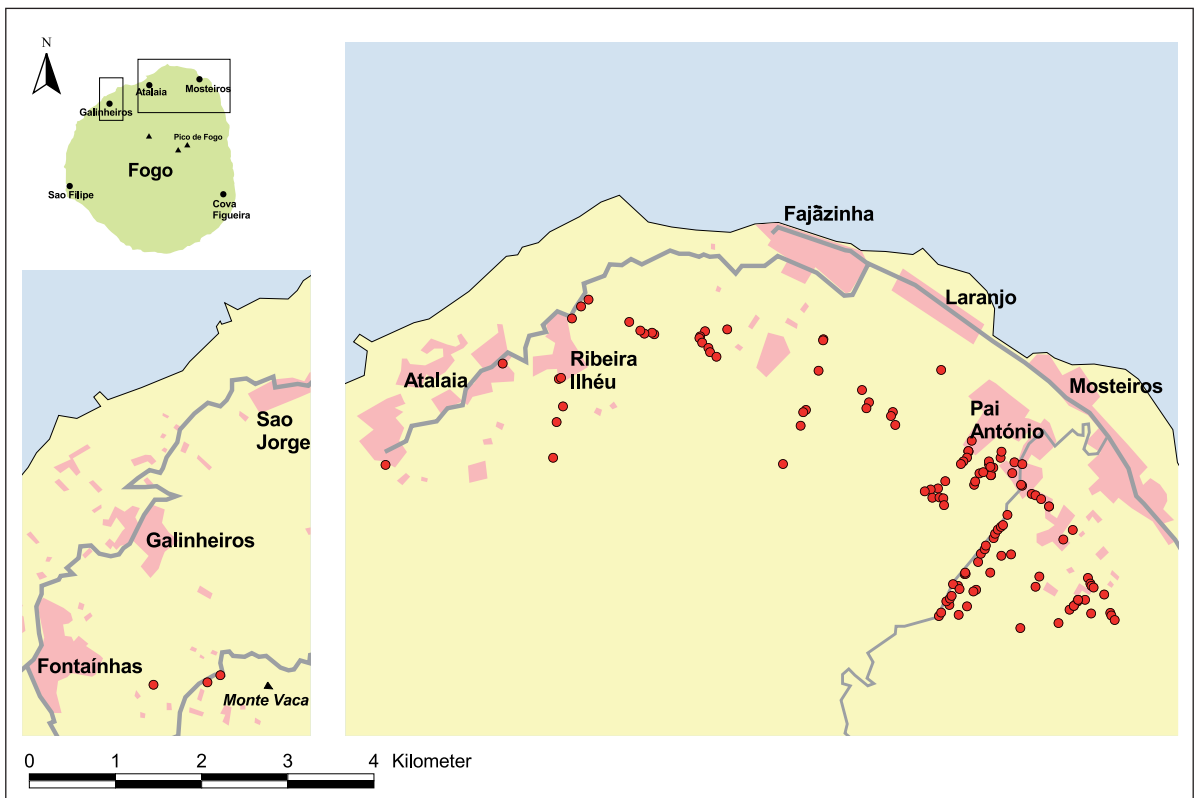 N
Atalaia
Mosteiros
Galinheiros
Pico de Fogo
Fogo
Sao Filipe
Cova
Figueira
Fajãzinha
Laranjo
Ribeira
Ilhéu
Atalaia
Mosteiros
Pai
António
Sao
Jorge
Galinheiros
Fontaínhas
Monte Vaca
0 1 2 3 4 Kilometer